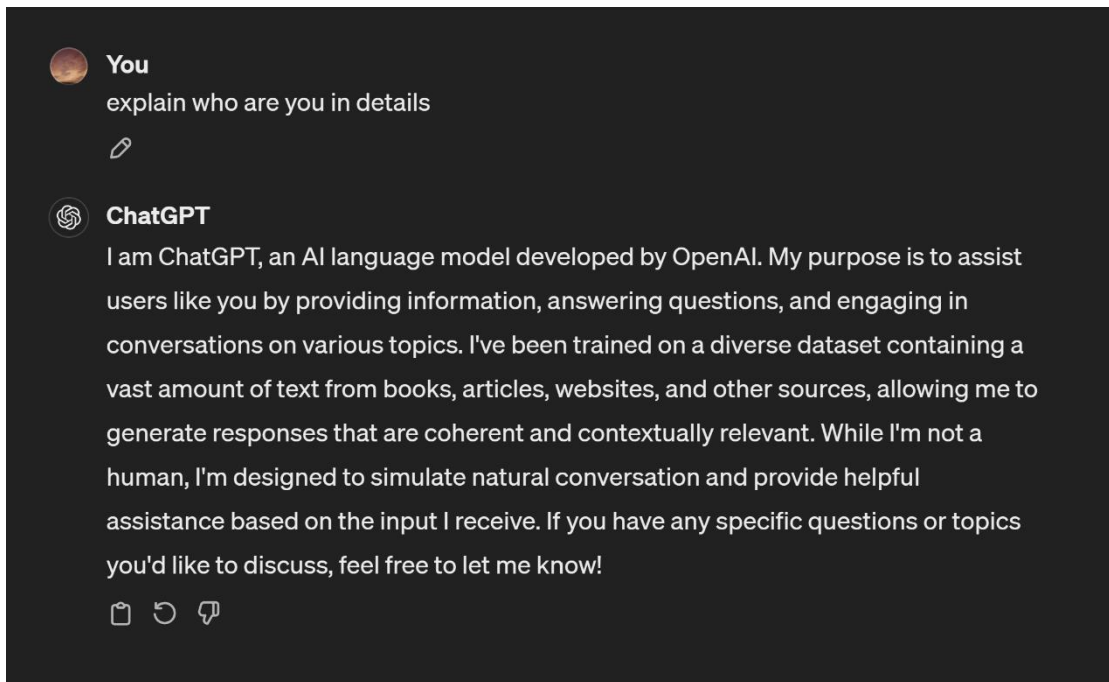 You
explain who are you in details
ChatGPT
I am ChatGPT, an AI language model developed by OpenAI. My purpose is to assist
users like you by providing information, answering questions, and engaging in
conversations on various topics. I've been trained on a diverse dataset containing a
vast amount of text from books, articles, websites, and other sources, allowing me to
generate responses that are coherent and contextually relevant. While I'm not a
human, I'm designed to simulate natural conversation and provide helpful
assistance based on the input I receive. If you have any specific questions or topics
you'd like to discuss, feel free to let me know!